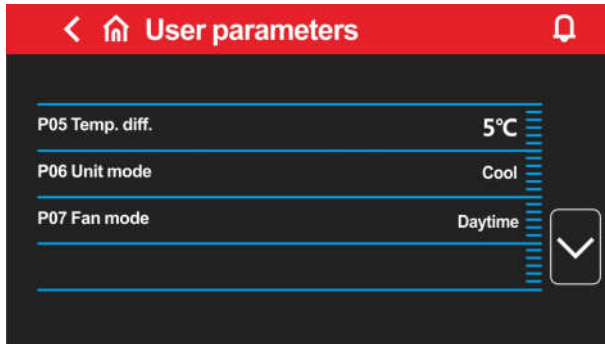 User parameters
P05 Temp. diff. 5℃
P06 Unit mode Cool
P07 Fan mode Daytime